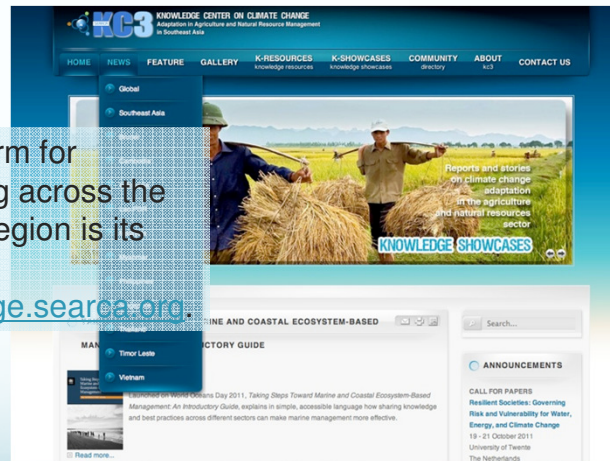 KC3 KNOWLEDGE CENTER ON CLIMATE CHANGE
Adaptation in Agriculture and Natural Resource Management
in Southeast Asia
HOME NEWS FEATURE GALLERY K-RESOURCES K-SHOWCASES COMMUNITY ABOUT CONTACT US
knowledge resources knowledge showcases directory kc3
Global
Southeast Asia
rm for
g across the
egion is its
ge.searca.org.
Reports and stories
on climate change
adaptation
in the agriculture
and natural resources
sector
KNOWLEDGE SHOWCASES
Timor Leste
Vietnam
INE AND COASTAL ECOSYSTEM-BASED
MAN UCTORY GUIDE
Launched on World Oceans Day 2011, Taking Steps Toward Marine and Coastal Ecosystem-Based
Management: An Introductory Guide, explains in simple, accessible language how sharing knowledge
and best practices across different sectors can make marine management more effective.
Read more...
Search...
ANNOUNCEMENTS
CALL FOR PAPERS
Resilient Societies: Governing
Risk and Vulnerability for Water,
Energy, and Climate Change
19 - 21 October 2011
University of Twente
The Netherlands